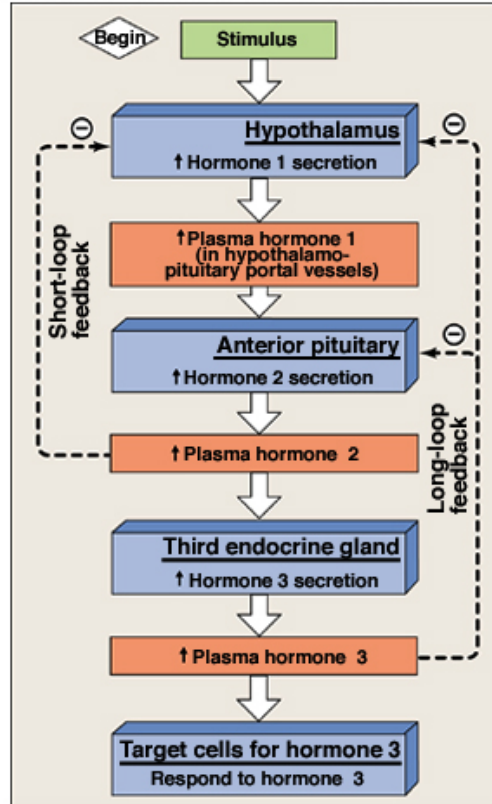 Begin
Stimulus
Hypothalamus
↑ Hormone 1 secretion
↑Plasma hormone 1
(in hypothalamo-
pituitary portal vessels)
Anterior pituitary
↑ Hormone 2 secretion
↑ Plasma hormone 2
Third endocrine gland
↑ Hormone 3 secretion
↑ Plasma hormone 3
Target cells for hormone 3
Respond to hormone 3
Short-loop
feedback
Long-loop
feedback
⊖
⊖
⊖